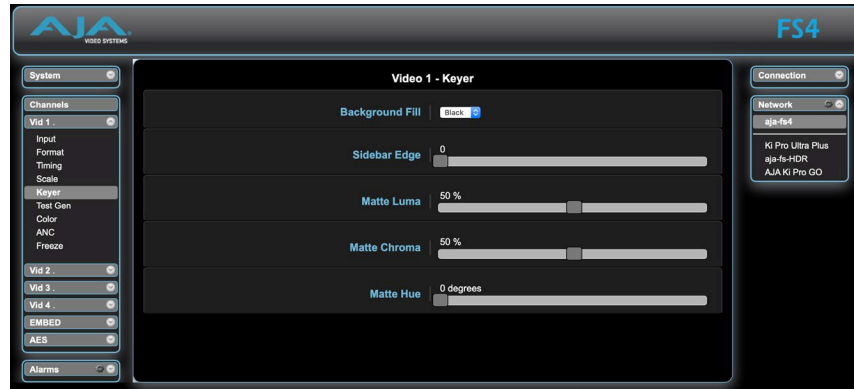 AJA
VIDEO SYSTEMS
FS4
System
Channels
Vid 1 .
Input
Format
Timing
Scale
Keyer
Test Gen
Color
ANC
Freeze
Vid 2 .
Vid 3 .
Vid 4 .
EMBED
AES
Alarms
Video 1 - Keyer
Background Fill
Black
Sidebar Edge
0
Matte Luma
50 %
Matte Chroma
50 %
Matte Hue
0 degrees
Connection
Network
aja-fs4
Ki Pro Ultra Plus
aja-fs-HDR
AJA Ki Pro GO